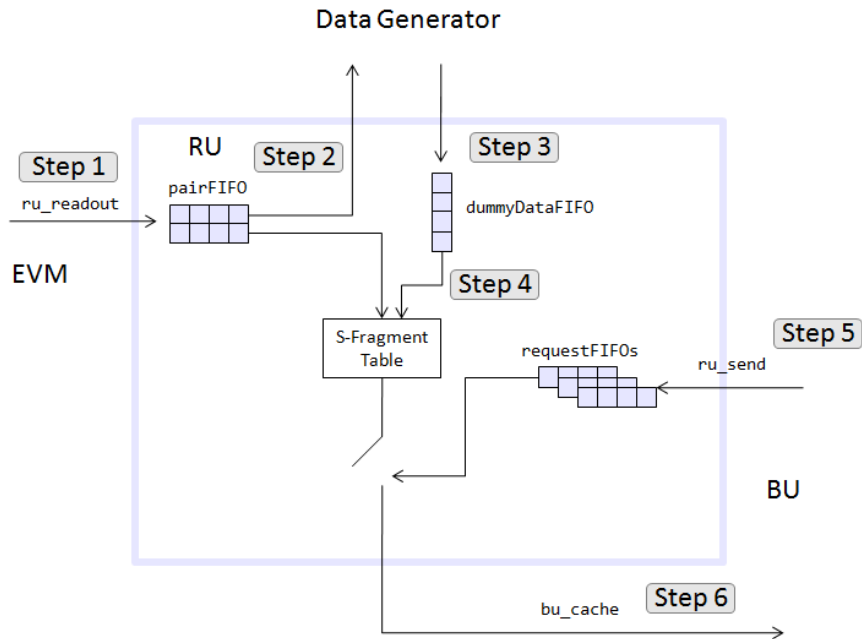 Data Generator
RU
Step 1
Step 2
Step 3
pairFIFO
ru_readout
dummyDataFIFO
EVM
Step 4
S-Fragment
Table
requestFIFOs
Step 5
ru_send
BU
bu_cache
Step 6